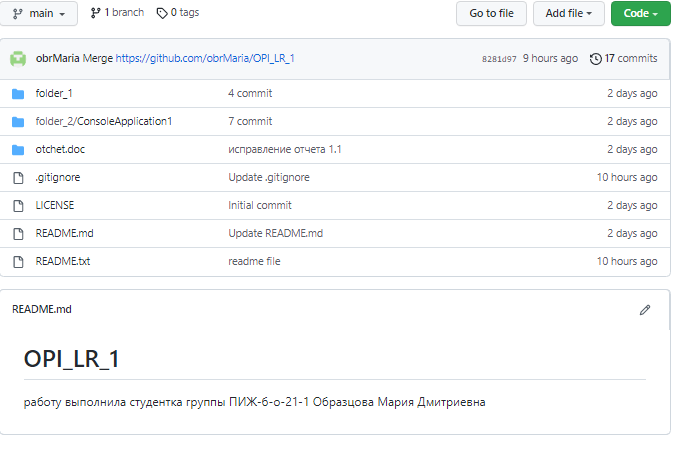 main 1 branch 0 tags Go to file Add file Code
obrMaria Merge https://github.com/obrMaria/OPI_LR_1 8281d97 9 hours ago 17 commits
folder_1 4 commit 2 days ago
folder_2/ConsoleApplication1 7 commit 2 days ago
otchet.doc исправление отчета 1.1 2 days ago
.gitignore Update .gitignore 10 hours ago
LICENSE Initial commit 2 days ago
README.md Update README.md 2 days ago
README.txt readme file 10 hours ago
README.md
OPI_LR_1
работу выполнила студентка группы ПИЖ-б-о-21-1 Образцова Мария Дмитриевна